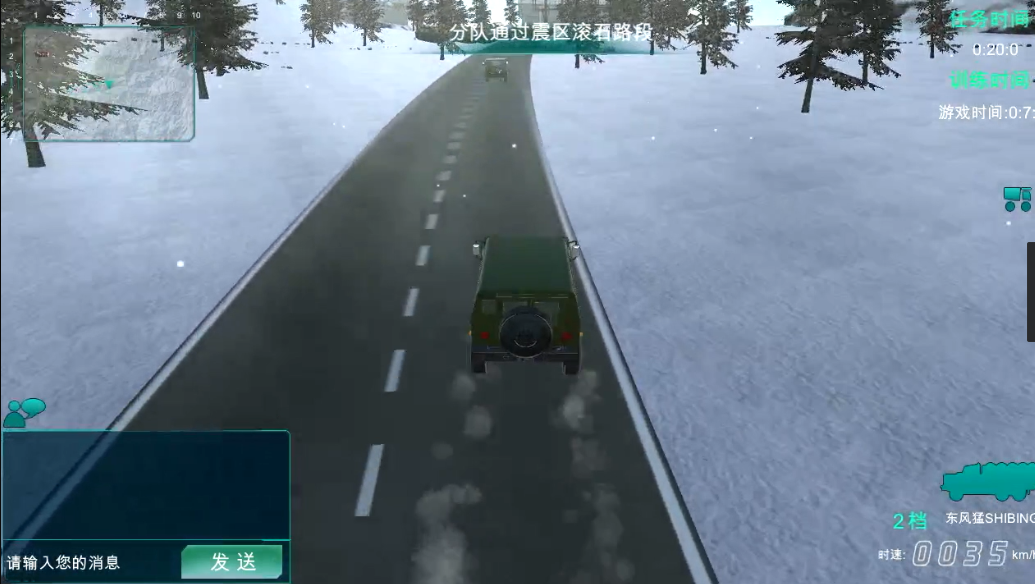 分队通过震区滚石路段
任务时间
0:20:0
训练时间
游戏时间:0:7:
2档
东风猛SHIBING
时速:
0035 km/h
请输入您的消息
发送